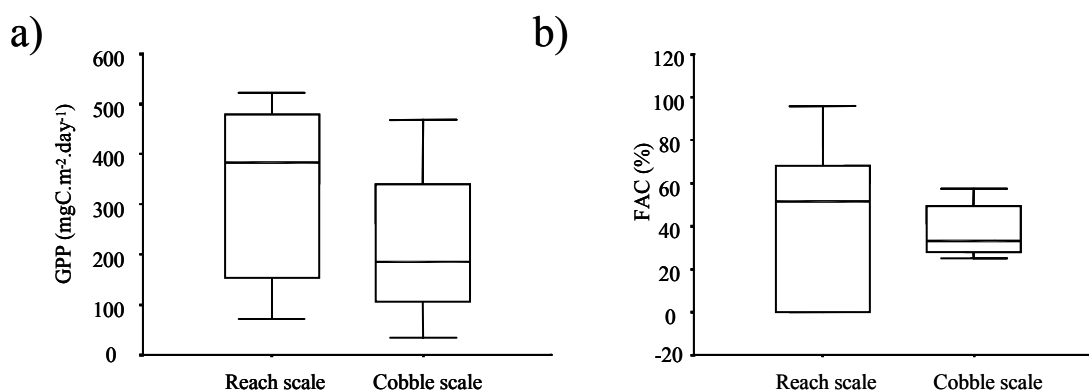 a)
GPP (mgC.m-2.day-1)
600
500
400
300
200
100
0
Reach scale
Cobble scale
b)
FAC (%)
120
100
80
60
40
20
0
-20
Reach scale
Cobble scale